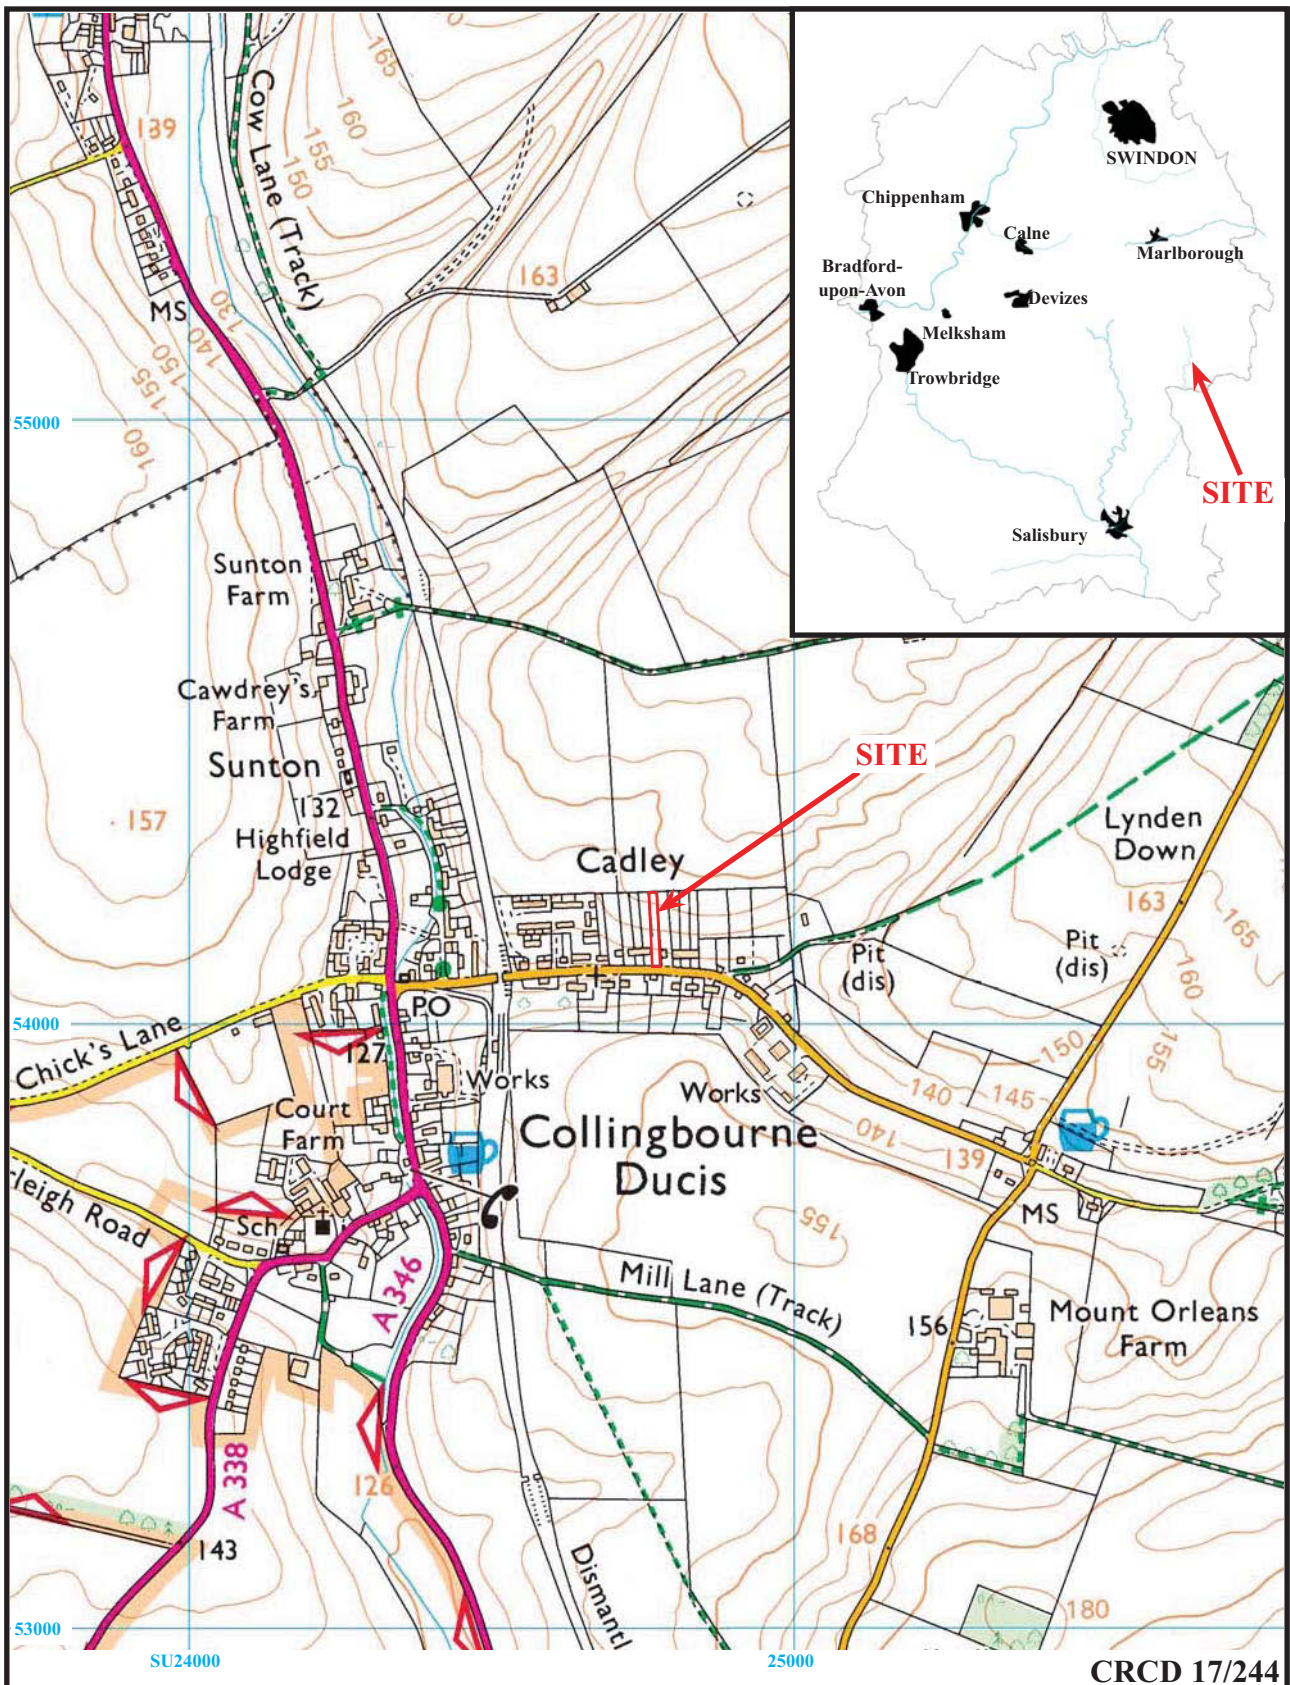 139
Cow Lane (Track)
165
160
155
150
163
MS
130
140
150
155
160
55000
SWINDON
Chippenham
Calne
Marlborough
Bradford-
upon-Avon
Devizes
Melksham
Trowbridge
SITE
Salisbury
Sunton
Farm
Cawdrey's
Farm
Sunton
132
157
Highfield
Lodge
SITE
Cadley
Lynden
Down
163
165
Pit
(dis)
Pit
(dis)
160
155
150
PO
54000
Chick's Lane
127
Works
Works
140
145
140
139
Court
Farm
Collingbourne
Ducis
rleigh Road
Sch
MS
155
A 346
Mill Lane (Track)
156
Mount Orleans
Farm
A 338
126
143
168
Dismantl
180
53000
SU24000
25000
CRCD 17/244